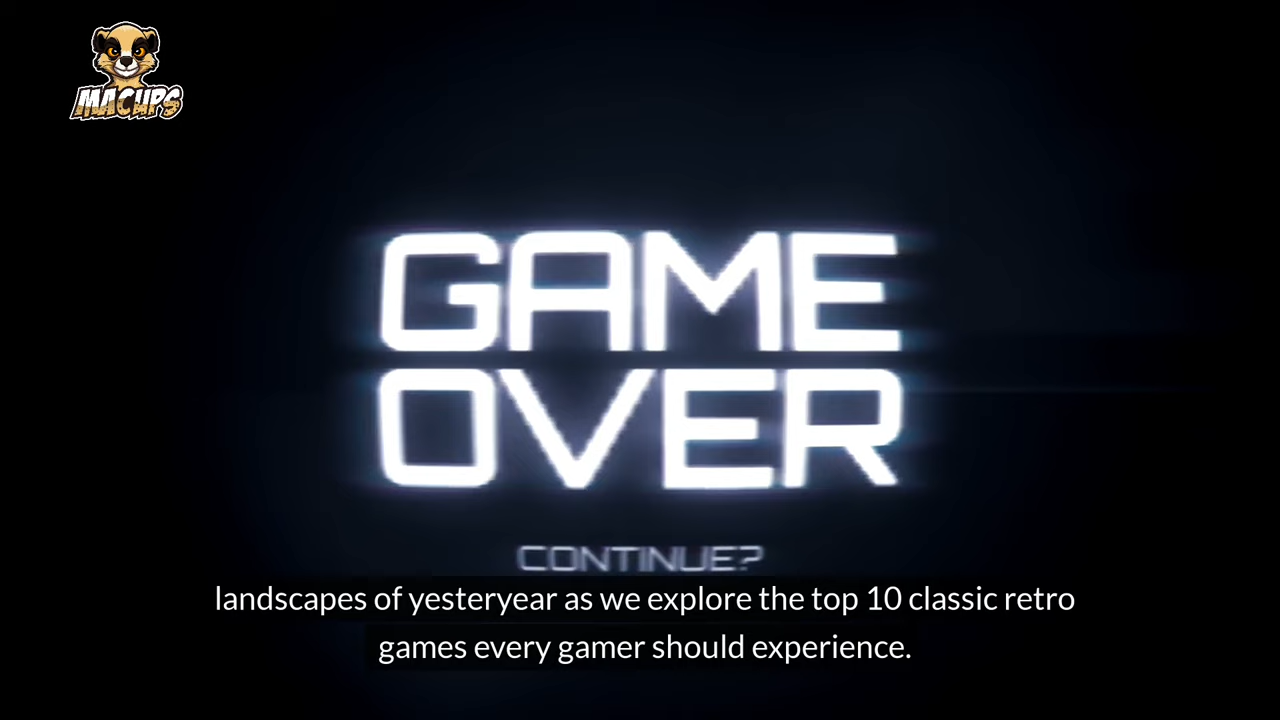 MACHPS
GAME
OVER
CONTINUE?
landscapes of yesteryear as we explore the top 10 classic retro
games every gamer should experience.